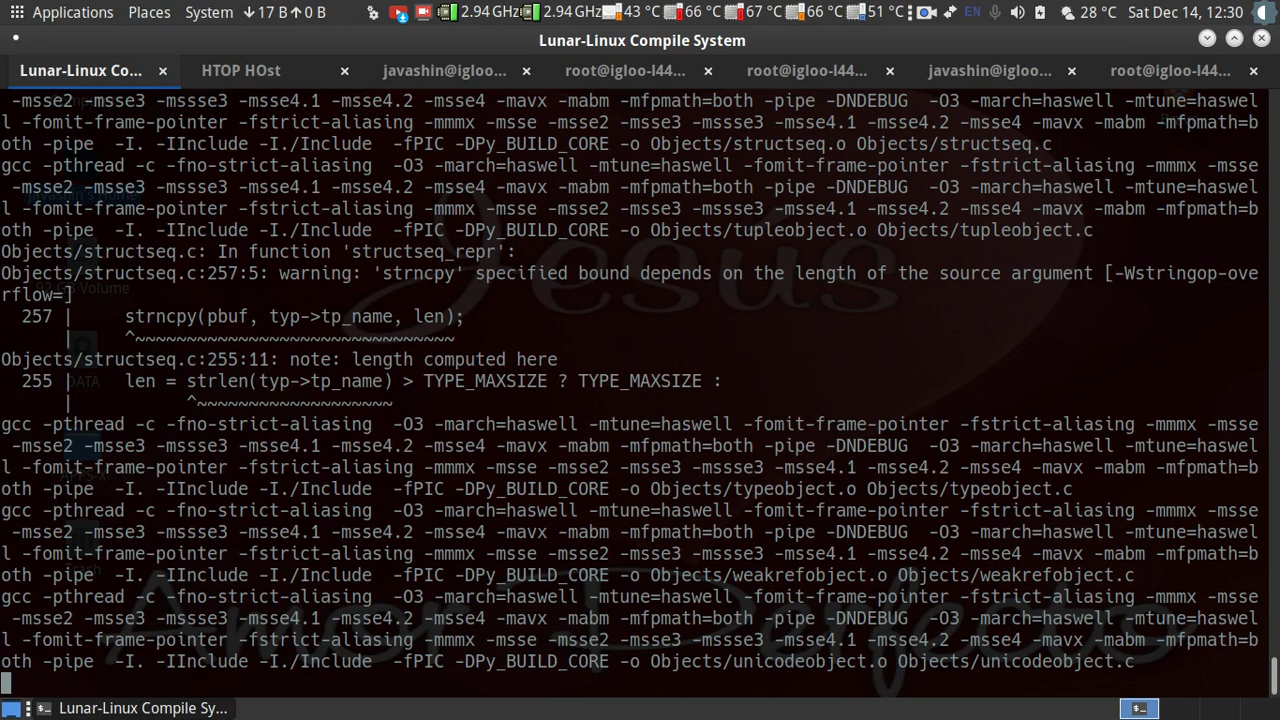 Applications Places System 17 B 0 B 2.94 GHz 2.94 GHz 43 °C 66 °C 67 °C 66 °C 51 °C EN 28 °C Sat Dec 14, 12:30
Lunar-Linux Compile System
Lunar-Linux Co... × HTOP HOst × javashin@igloo... × root@igloo-l44... × root@igloo-l44... × javashin@igloo... × root@igloo-l44... ×
-msse2 -msse3 -mssse3 -msse4.1 -msse4.2 -msse4 -mavx -mabm -mfpmath=both -pipe -DNDEBUG  -O3 -march=haswell -mtune=haswel
l -fomit-frame-pointer -fstrict-aliasing -mmmx -msse -msse2 -msse3 -mssse3 -msse4.1 -msse4.2 -msse4 -mavx -mabm -mfpmath=b
oth -pipe  -I. -IInclude -I./Include  -fPIC -DPy_BUILD_CORE -o Objects/structseq.o Objects/structseq.c
gcc -pthread -c -fno-strict-aliasing  -O3 -march=haswell -mtune=haswell -fomit-frame-pointer -fstrict-aliasing -mmmx -msse
-msse2 -msse3 -mssse3 -msse4.1 -msse4.2 -msse4 -mavx -mabm -mfpmath=both -pipe -DNDEBUG  -O3 -march=haswell -mtune=haswel
l -fomit-frame-pointer -fstrict-aliasing -mmmx -msse -msse2 -msse3 -mssse3 -msse4.1 -msse4.2 -msse4 -mavx -mabm -mfpmath=b
oth -pipe  -I. -IInclude -I./Include  -fPIC -DPy_BUILD_CORE -o Objects/tupleobject.o Objects/tupleobject.c
Objects/structseq.c: In function 'structseq_repr':
Objects/structseq.c:257:5: warning: 'strncpy' specified bound depends on the length of the source argument [-Wstringop-ove
rflow=]
257 |     strncpy(pbuf, typ->tp_name, len);
|     ^~~~~~~~~~~~~~~~~~~~~~~~~~~~~~~~
Objects/structseq.c:255:11: note: length computed here
255 |     len = strlen(typ->tp_name) > TYPE_MAXSIZE ? TYPE_MAXSIZE :
|           ^~~~~~~~~~~~~~~~~~~~
gcc -pthread -c -fno-strict-aliasing  -O3 -march=haswell -mtune=haswell -fomit-frame-pointer -fstrict-aliasing -mmmx -msse
-msse2 -msse3 -mssse3 -msse4.1 -msse4.2 -msse4 -mavx -mabm -mfpmath=both -pipe -DNDEBUG  -O3 -march=haswell -mtune=haswel
l -fomit-frame-pointer -fstrict-aliasing -mmmx -msse -msse2 -msse3 -mssse3 -msse4.1 -msse4.2 -msse4 -mavx -mabm -mfpmath=b
oth -pipe  -I. -IInclude -I./Include  -fPIC -DPy_BUILD_CORE -o Objects/typeobject.o Objects/typeobject.c
gcc -pthread -c -fno-strict-aliasing  -O3 -march=haswell -mtune=haswell -fomit-frame-pointer -fstrict-aliasing -mmmx -msse
-msse2 -msse3 -mssse3 -msse4.1 -msse4.2 -msse4 -mavx -mabm -mfpmath=both -pipe -DNDEBUG  -O3 -march=haswell -mtune=haswel
l -fomit-frame-pointer -fstrict-aliasing -mmmx -msse -msse2 -msse3 -mssse3 -msse4.1 -msse4.2 -msse4 -mavx -mabm -mfpmath=b
oth -pipe  -I. -IInclude -I./Include  -fPIC -DPy_BUILD_CORE -o Objects/weakrefobject.o Objects/weakrefobject.c
gcc -pthread -c -fno-strict-aliasing  -O3 -march=haswell -mtune=haswell -fomit-frame-pointer -fstrict-aliasing -mmmx -msse
-msse2 -msse3 -mssse3 -msse4.1 -msse4.2 -msse4 -mavx -mabm -mfpmath=both -pipe -DNDEBUG  -O3 -march=haswell -mtune=haswel
l -fomit-frame-pointer -fstrict-aliasing -mmmx -msse -msse2 -msse3 -mssse3 -msse4.1 -msse4.2 -msse4 -mavx -mabm -mfpmath=b
oth -pipe  -I. -IInclude -I./Include  -fPIC -DPy_BUILD_CORE -o Objects/unicodeobject.o Objects/unicodeobject.c
javashin's Home
92 GB Volume
DATA
Trash
Jesus
Amor Perfecto
Lunar-Linux Compile Sy...